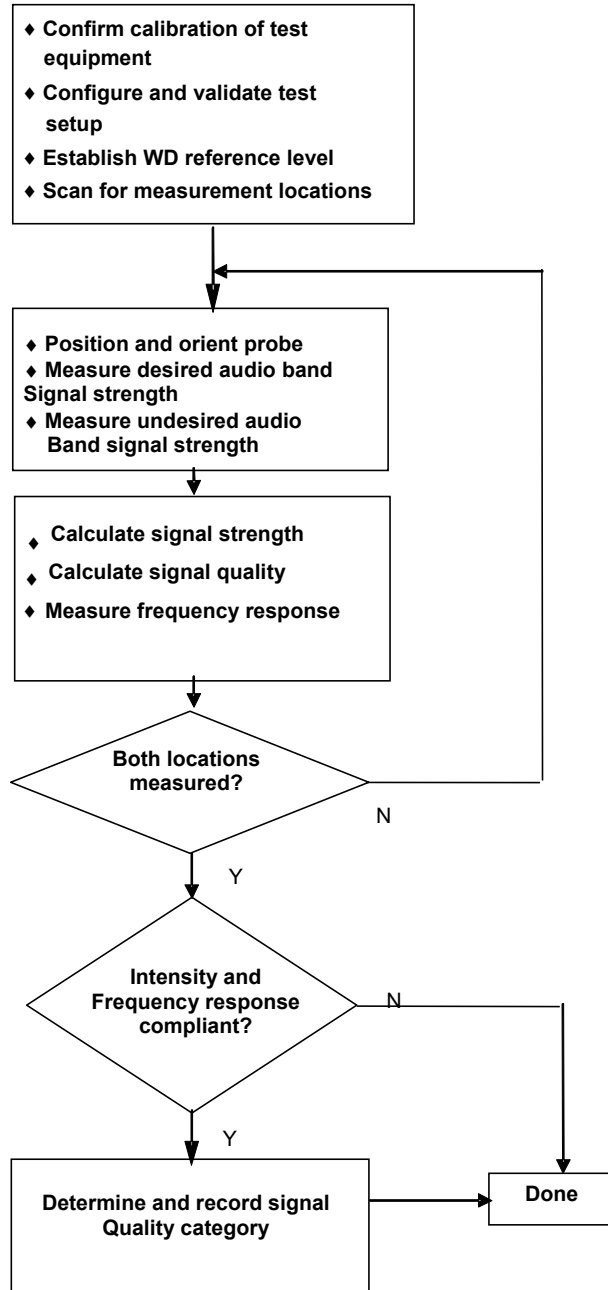 ♦ Confirm calibration of test
equipment
♦ Configure and validate test
setup
♦ Establish WD reference level
♦ Scan for measurement locations
♦ Position and orient probe
♦ Measure desired audio band
Signal strength
♦ Measure undesired audio
Band signal strength
♦ Calculate signal strength
♦ Calculate signal quality
♦ Measure frequency response
Both locations
measured?
N
Y
Intensity and
Frequency response
compliant?
N
Y
Determine and record signal
Quality category
Done